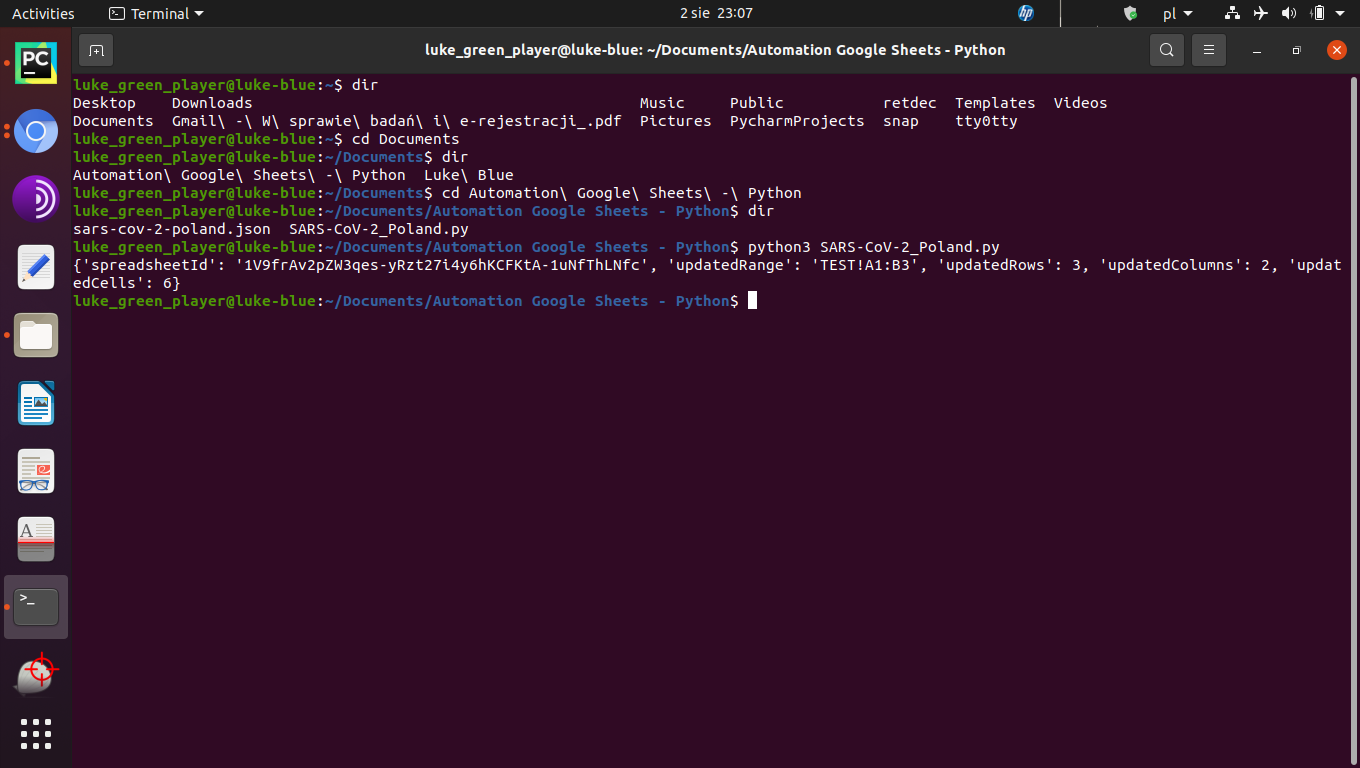 Activities Terminal 2 sie 23:07 pl
luke_green_player@luke-blue: ~/Documents/Automation Google Sheets - Python
PC
hp
luke_green_player@luke-blue:~$ dir
Desktop    Downloads                                           Music     Public           retdec  Templates  Videos
Documents  Gmail\ -\ W\ sprawie\ badań\ i\ e-rejestracji_.pdf  Pictures  PycharmProjects  snap    tty0tty
luke_green_player@luke-blue:~$ cd Documents
luke_green_player@luke-blue:~/Documents$ dir
Automation\ Google\ Sheets\ -\ Python  Luke\ Blue
luke_green_player@luke-blue:~/Documents$ cd Automation\ Google\ Sheets\ -\ Python
luke_green_player@luke-blue:~/Documents/Automation Google Sheets - Python$ dir
sars-cov-2-poland.json  SARS-CoV-2_Poland.py
luke_green_player@luke-blue:~/Documents/Automation Google Sheets - Python$ python3 SARS-CoV-2_Poland.py
{'spreadsheetId': '1V9frAv2pZW3qes-yRzt27i4y6hKCFKtA-1uNfThLNfc', 'updatedRange': 'TEST!A1:B3', 'updatedRows': 3, 'updatedColumns': 2, 'updat
edCells': 6}
luke_green_player@luke-blue:~/Documents/Automation Google Sheets - Python$
A
>_